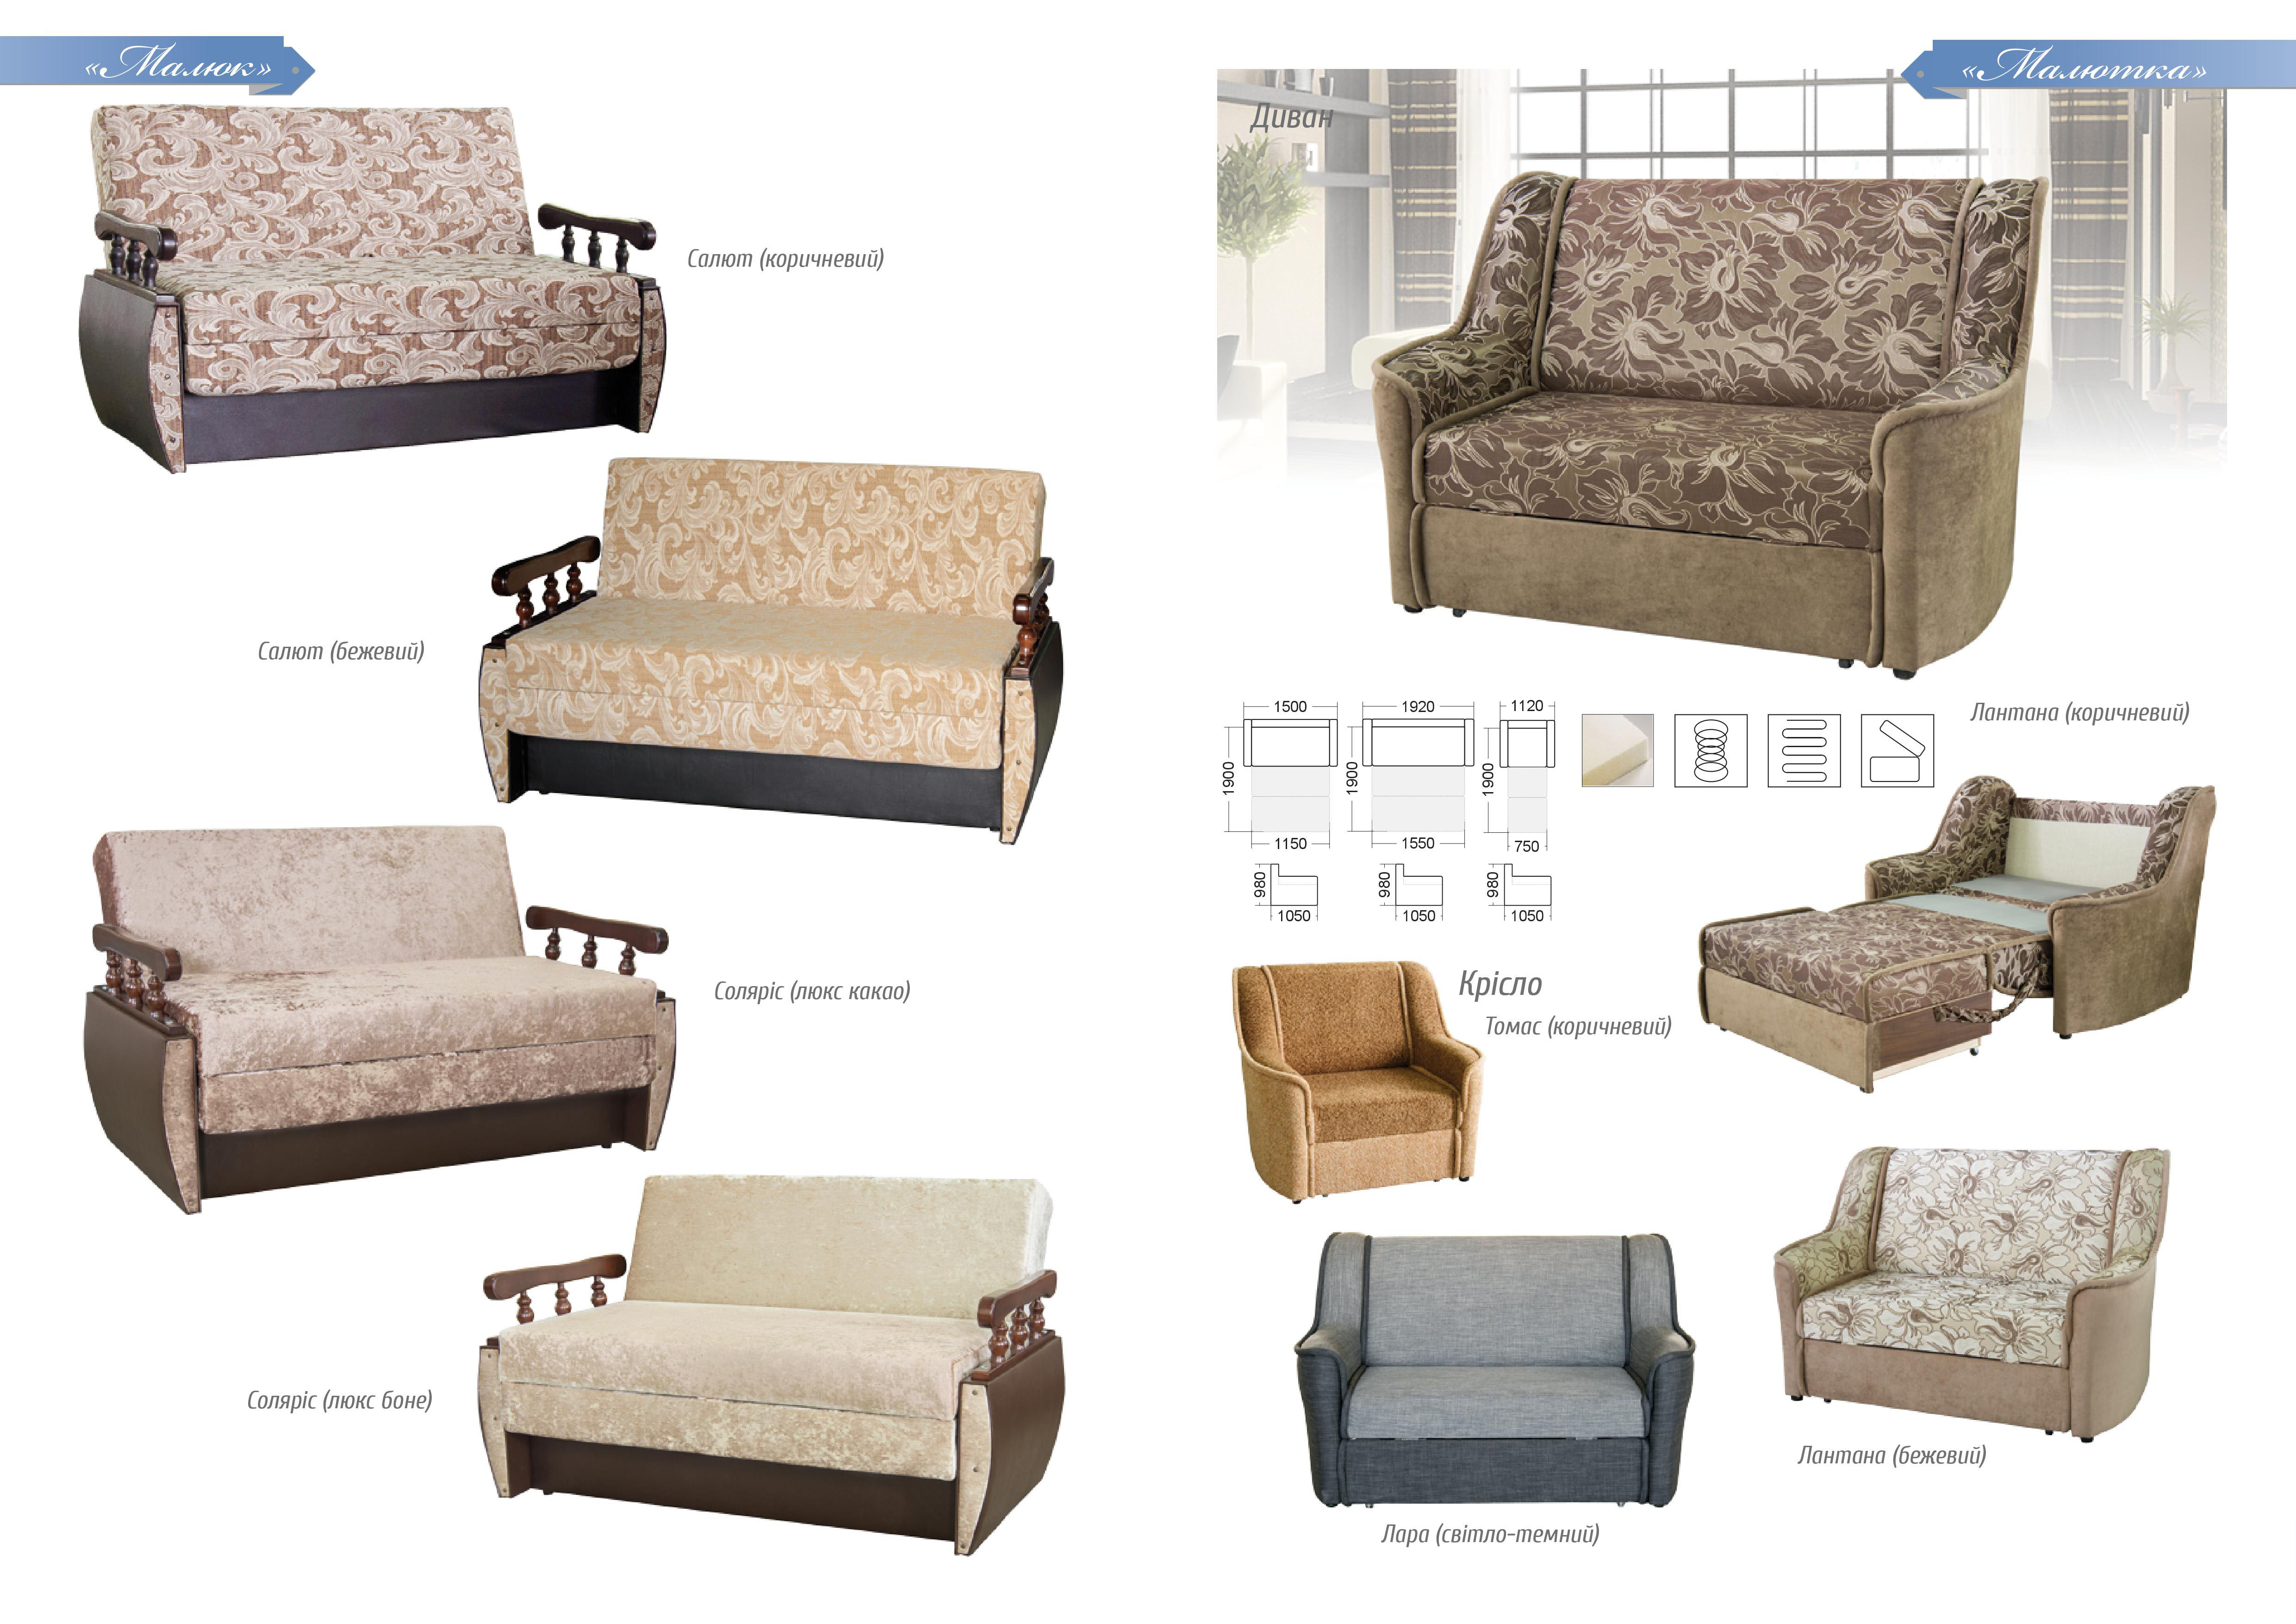 «Малюк»
Салют (коричневий)
Салют (бежевий)
Соляріс (люкс какао)
Соляріс (люкс боне)
«Малютка»
Диван
Лантана (коричневий)
1500
1920
1120
1900
1900
1900
1150
1550
750
980
980
980
1050
1050
1050
Крісло
Томас (коричневий)
Лантана (бежевий)
Лара (світло-темний)